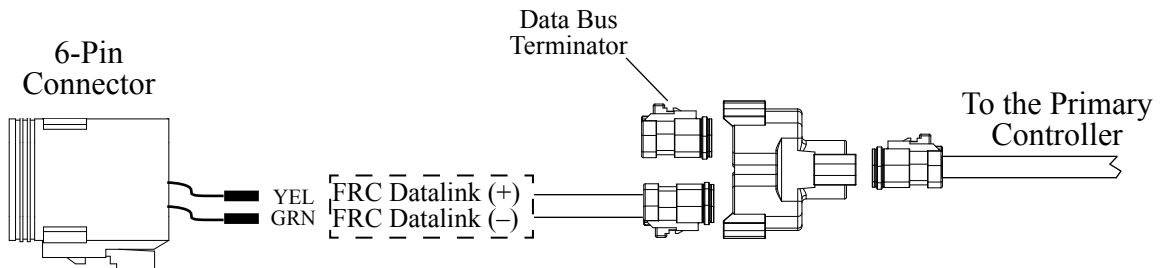 Data Bus
Terminator
6-Pin
Connector
To the Primary
Controller
YEL FRC Datalink (+)
GRN FRC Datalink (–)